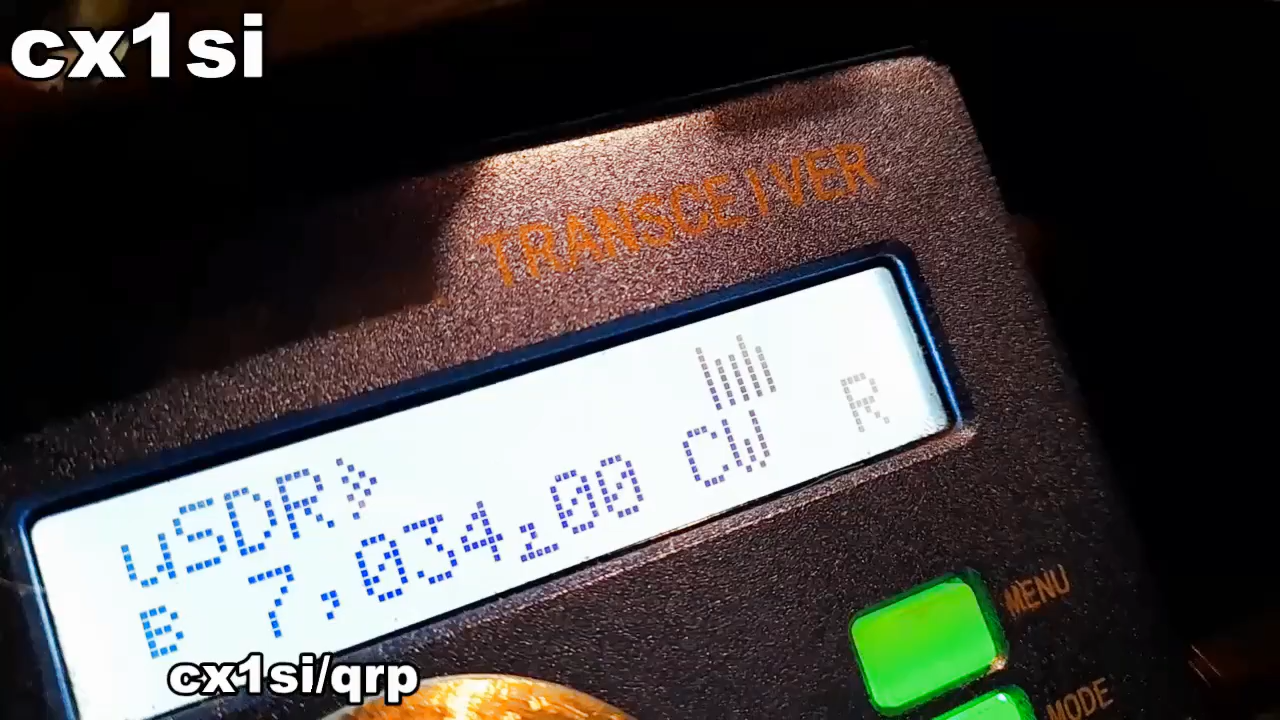 cx1si
TRANSCEIVER
uSDR
B 7,034,00 CW R
MENU
cx1si/qrp
MODE